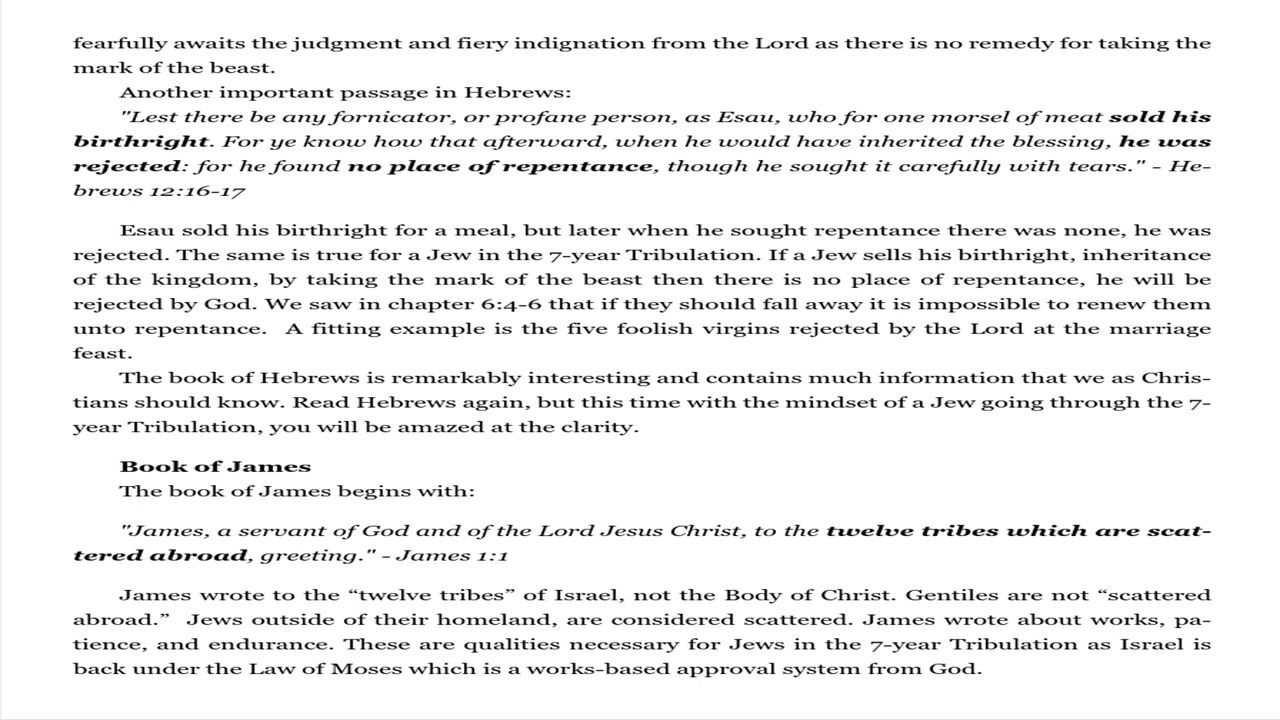 fearfully awaits the judgment and fiery indignation from the Lord as there is no remedy for taking the
mark of the beast.
Another important passage in Hebrews:
"Lest there be any fornicator, or profane person, as Esau, who for one morsel of meat sold his
birthright. For ye know how that afterward, when he would have inherited the blessing, he was
rejected: for he found no place of repentance, though he sought it carefully with tears." - He-
brews 12:16-17
Esau sold his birthright for a meal, but later when he sought repentance there was none, he was
rejected. The same is true for a Jew in the 7-year Tribulation. If a Jew sells his birthright, inheritance
of the kingdom, by taking the mark of the beast then there is no place of repentance, he will be
rejected by God. We saw in chapter 6:4-6 that if they should fall away it is impossible to renew them
unto repentance.  A fitting example is the five foolish virgins rejected by the Lord at the marriage
feast.
The book of Hebrews is remarkably interesting and contains much information that we as Chris-
tians should know. Read Hebrews again, but this time with the mindset of a Jew going through the 7-
year Tribulation, you will be amazed at the clarity.
Book of James
The book of James begins with:
"James, a servant of God and of the Lord Jesus Christ, to the twelve tribes which are scat-
tered abroad, greeting." - James 1:1
James wrote to the “twelve tribes” of Israel, not the Body of Christ. Gentiles are not “scattered
abroad.”  Jews outside of their homeland, are considered scattered. James wrote about works, pa-
tience, and endurance. These are qualities necessary for Jews in the 7-year Tribulation as Israel is
back under the Law of Moses which is a works-based approval system from God.